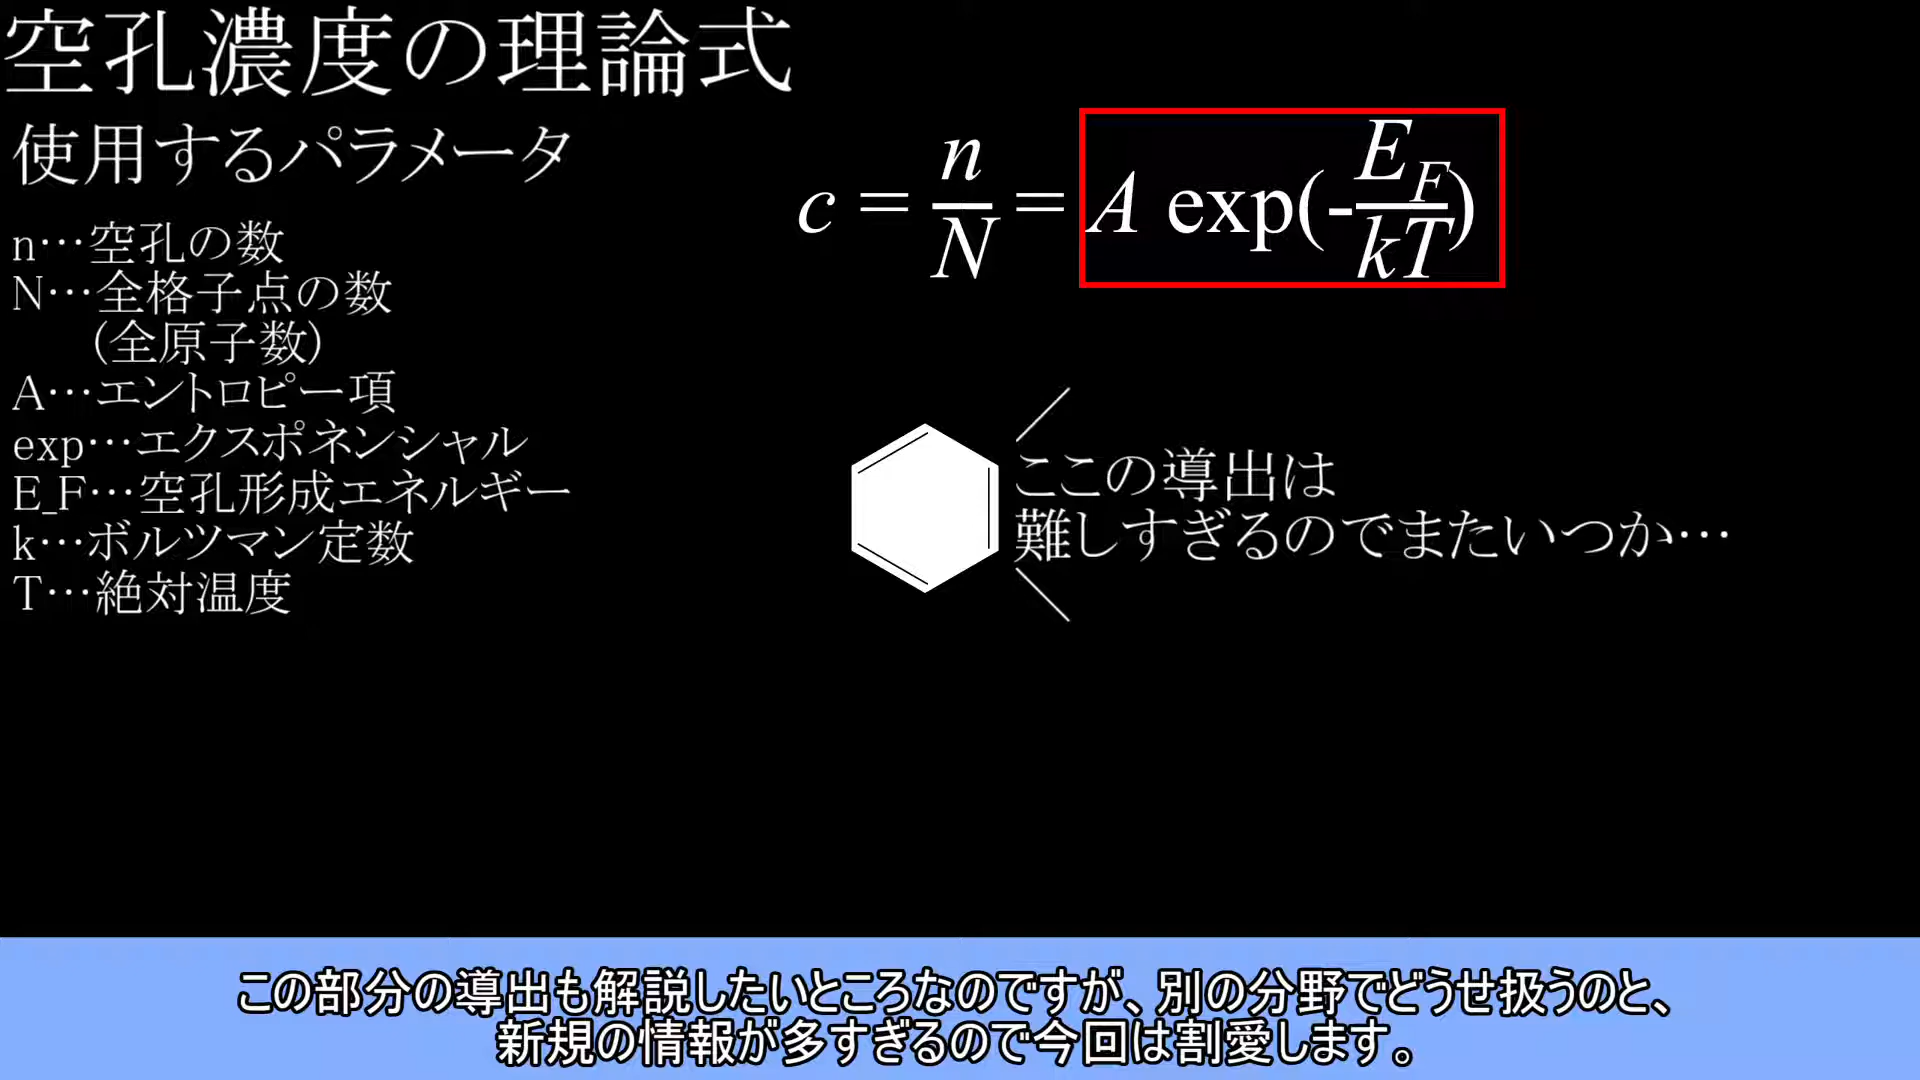 空孔濃度の理論式
使用するパラメータ
n…空孔の数
N…全格子点の数
(全原子数)
A…エントロピー項
exp…エクスポネンシャル
E_F…空孔形成エネルギー
k…ボルツマン定数
T…絶対温度
c = n/N = A exp(-E_F/kT)
ここの導出は
難しすぎるのでまたいつか…
この部分の導出も解説したいところなのですが、別の分野でどうせ扱うのと、
新規の情報が多すぎるので今回は割愛します。